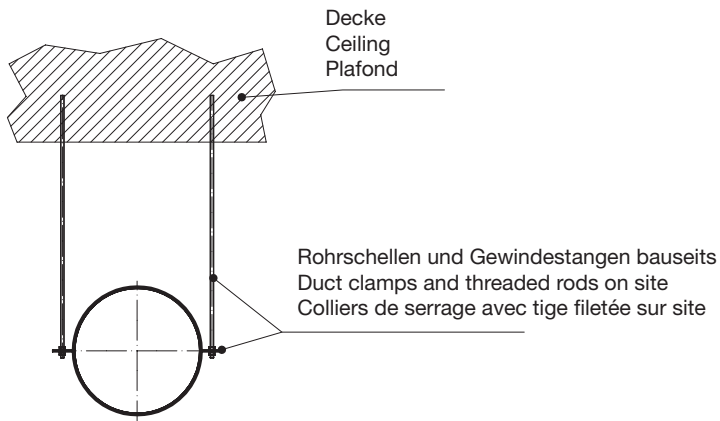 Decke
Ceiling
Plafond
Rohrschellen und Gewindestangen bauseits
Duct clamps and threaded rods on site
Colliers de serrage avec tige filetée sur site